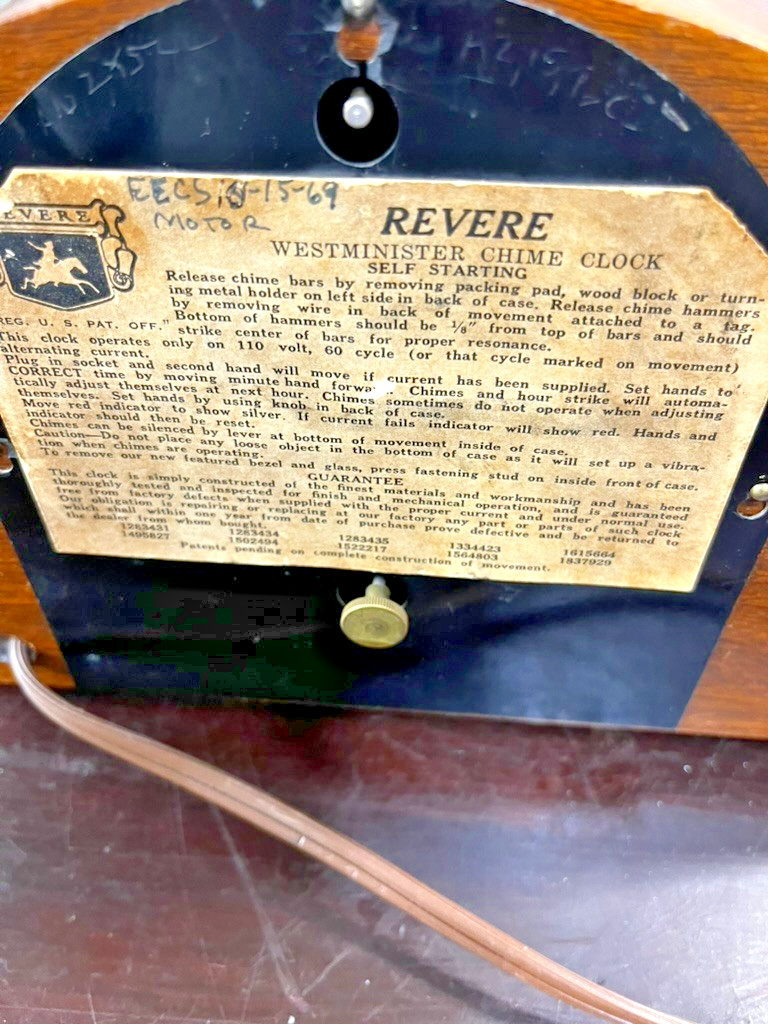 REVERE
WESTMINISTER CHIME CLOCK
SELF STARTING
EVERE
REG. U. S. PAT. OFF.
MOTOR
Release chime bars by removing packing pad, wood block or turn-
ing metal holder on left side in back of case. Release chime hammers
by removing wire in back of movement attached to a tag.
Bottom of hammers should be ⅛" from top of bars and should
strike center of bars for proper resonance.
This clock operates only on 110 volt, 60 cycle (or that cycle marked on movement)
alternating current.
Plug in socket and second hand will move if current has been supplied. Set hands to
CORRECT time by moving minute hand forward. Chimes and hour strike will automa-
tically adjust themselves at next hour. Chimes sometimes do not operate when adjusting
themselves. Set hands by using knob in back of case.
Move red indicator to show silver. If current fails indicator will show red. Hands and
indicator should then be reset.
Chimes can be silenced by lever at bottom of movement inside of case.
Caution—Do not place any loose object in the bottom of case as it will set up a vibra-
tion when chimes are operating.
To remove our new featured bezel and glass, press fastening stud on inside front of case.
GUARANTEE
This clock is simply constructed of the finest materials and workmanship and has been
thoroughly tested and inspected for finish and mechanical operation, and is guaranteed
free from factory defects when supplied with the proper current and under normal use.
Our obligation is repairing or replacing at our factory any part or parts of such clock
which shall within one year from date of purchase prove defective and be returned to
the dealer from whom bought.
1283431 1283434 1283435 1334423 1615664
1495827 1502494 1522217 1564803 1837929
Patents pending on complete construction of movement.